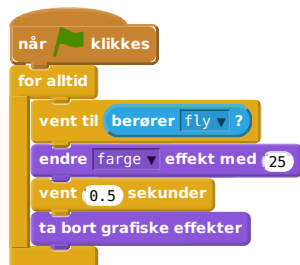 når klikkes
for alltid
vent til berører fly ?
endre farge effekt med 25
vent 0.5 sekunder
ta bort grafiske effekter